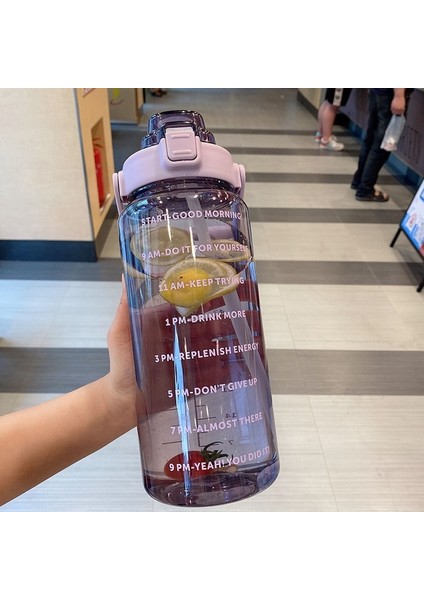 START-GOOD MORNING
9 AM-DO IT FOR YOURSELF
11 AM-KEEP TRYING
1 PM-DRINK MORE
3 PM-REPLENISH ENERGY
5 PM-DON'T GIVE UP
7 PM-ALMOST THERE
9 PM-YEAH! YOU DID IT!